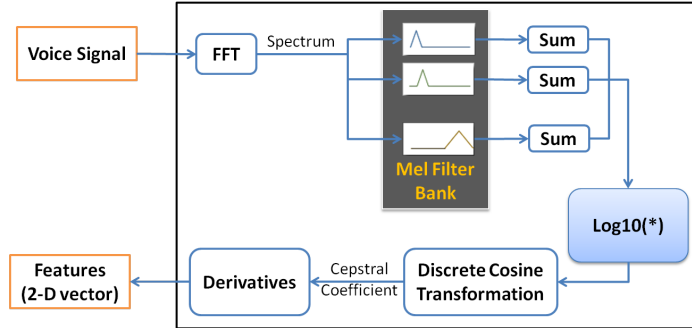 Voice Signal
FFT
Spectrum
Sum
Sum
Sum
Mel Filter
Bank
Log10(*)
Features
(2-D vector)
Derivatives
Cepstral
Coefficient
Discrete Cosine
Transformation